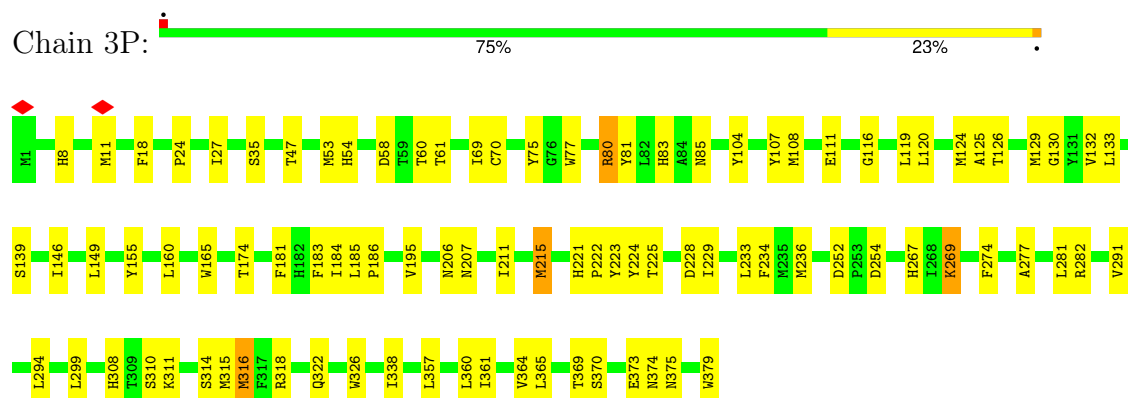 Chain 3P:
75% 23%
M1 H8 M11 F18 P24 I27 S35 T47 M53 H54 D58 T59 T60 T61 I69 C70 Y75 G76 W77 R80 Y81 L82 H83 A84 N85 Y104 Y107 M108 E111 G116 L119 L120 M124 A125 T126 M129 G130 Y131 V132 L133
S139 I146 L149 Y155 L160 W165 T174 F181 H182 F183 I184 L185 P186 V195 N206 N207 I211 M215 H221 P222 Y223 Y224 T225 D228 I229 L233 F234 M235 M236 D252 P253 D254 H267 I268 K269 F274 A277 L281 R282 V291
L294 L299 H308 T309 S310 K311 S314 M315 M316 F317 R318 Q322 W326 I338 L357 L360 I361 V364 L365 T369 S370 E373 N374 N375 W379